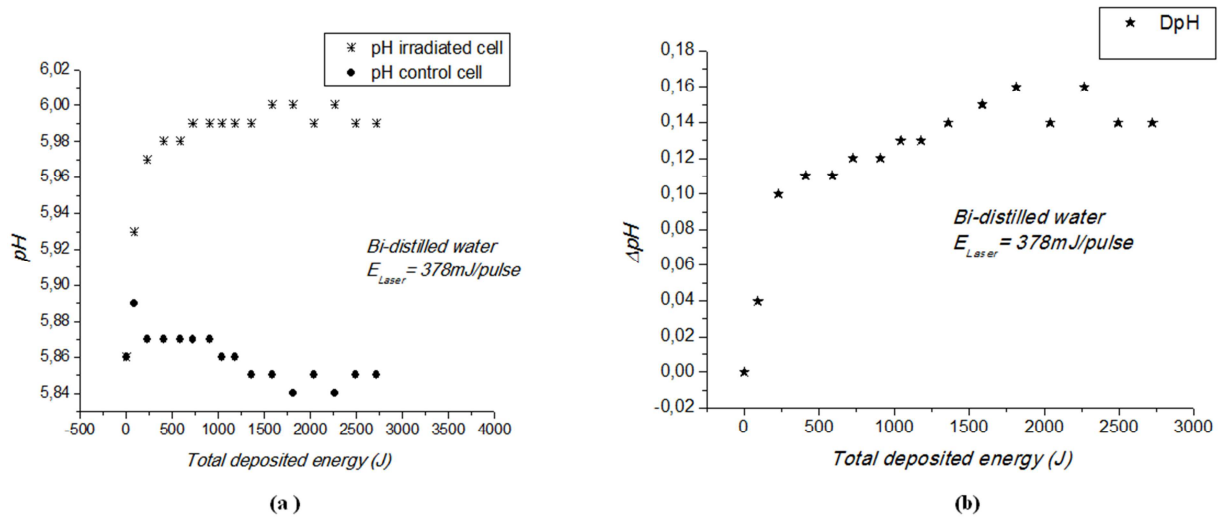 pH irradiated cell
pH control cell
6,02
6,00
5,98
5,96
5,94
5,92
5,90
5,88
5,86
5,84
pH
Bi-distilled water
E Laser = 378mJ/pulse
-500
0
500
1000
1500
2000
2500
3000
3500
4000
Total deposited energy (J)
(a )
DpH
0,18
0,16
0,14
0,12
0,10
0,08
0,06
0,04
0,02
0,00
-0,02
ΔpH
Bi-distilled water
E Laser = 378mJ/pulse
0
500
1000
1500
2000
2500
3000
Total deposited energy (J)
(b)